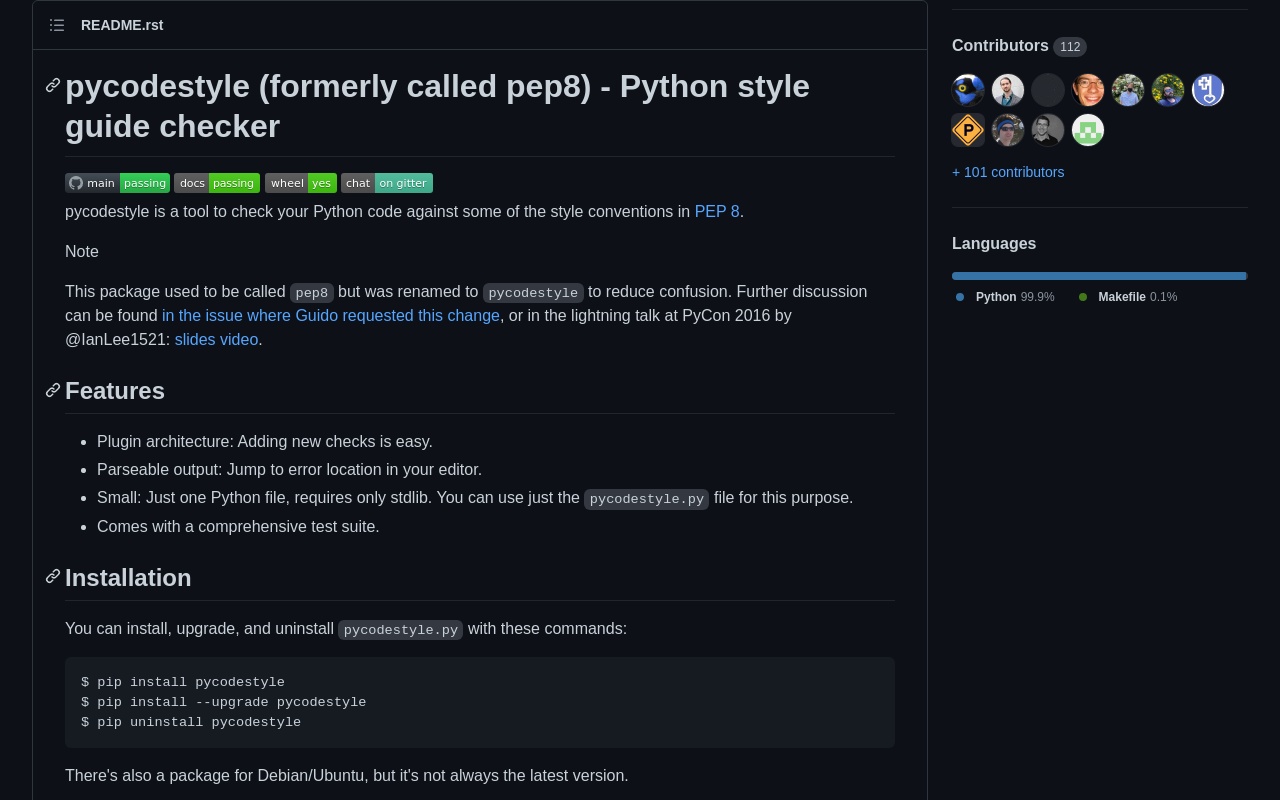 README.rst
pycodestyle (formerly called pep8) - Python style
guide checker
main passing docs passing wheel yes chat on gitter
pycodestyle is a tool to check your Python code against some of the style conventions in PEP 8.
Note
This package used to be called pep8 but was renamed to pycodestyle to reduce confusion. Further discussion
can be found in the issue where Guido requested this change, or in the lightning talk at PyCon 2016 by
@IanLee1521: slides video.
Features
Plugin architecture: Adding new checks is easy.
Parseable output: Jump to error location in your editor.
Small: Just one Python file, requires only stdlib. You can use just the pycodestyle.py file for this purpose.
Comes with a comprehensive test suite.
Installation
You can install, upgrade, and uninstall pycodestyle.py with these commands:
$ pip install pycodestyle
$ pip install --upgrade pycodestyle
$ pip uninstall pycodestyle
There's also a package for Debian/Ubuntu, but it's not always the latest version.
Contributors 112
P
+ 101 contributors
Languages
Python 99.9% Makefile 0.1%